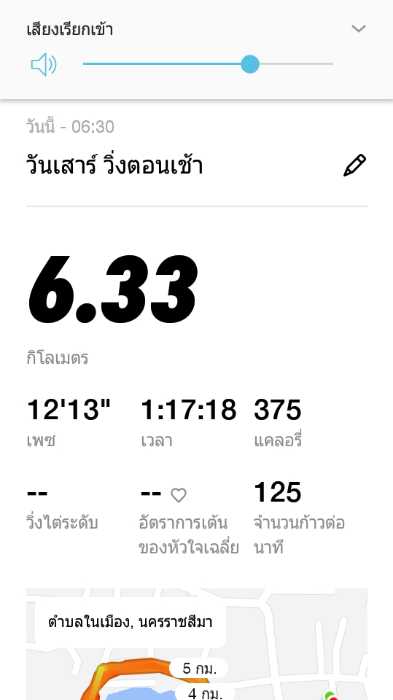 เสียงเรียกเข้า
วันนี้ - 06:30
วันเสาร์ วิ่งตอนเช้า
6.33
กิโลเมตร
12'13" 1:17:18 375
เพซ เวลา แคลอรี่
-- -- 125
วิ่งไต่ระดับ อัตราการเต้น จำนวนก้าวต่อ
ของหัวใจเฉลี่ย นาที
ตำบลในเมือง, นครราชสีมา
5 กม.
4 กม.